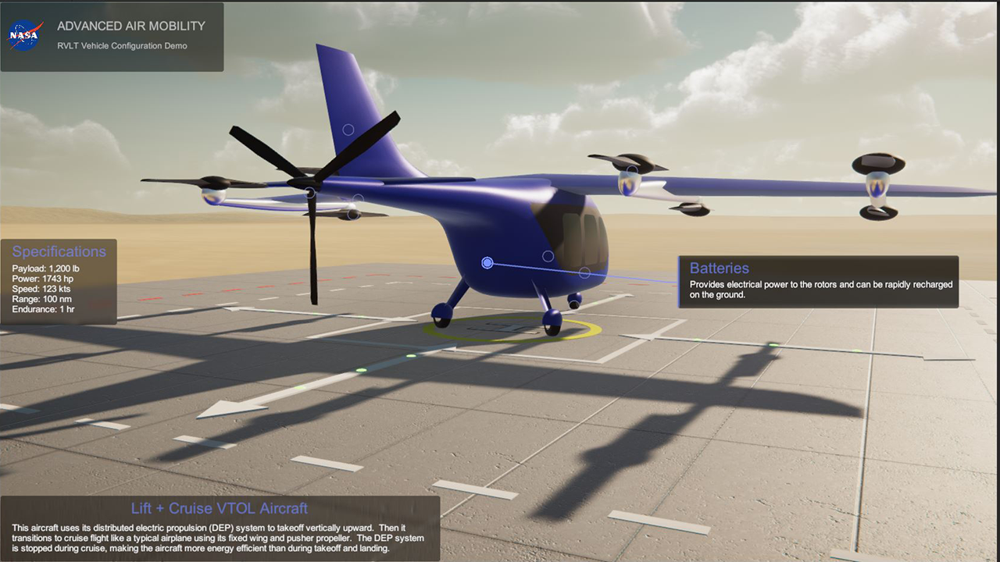 NASA
ADVANCED AIR MOBILITY
RVLT Vehicle Configuration Demo
Specifications
Payload: 1,200 lb
Power: 1743 hp
Speed: 123 kts
Range: 100 nm
Endurance: 1 hr
Batteries
Provides electrical power to the rotors and can be rapidly recharged
on the ground.
Lift + Cruise VTOL Aircraft
This aircraft uses its distributed electric propulsion (DEP) system to takeoff vertically upward. Then it
transitions to cruise flight like a typical airplane using its fixed wing and pusher propeller. The DEP system
is stopped during cruise, making the aircraft more energy efficient than during takeoff and landing.